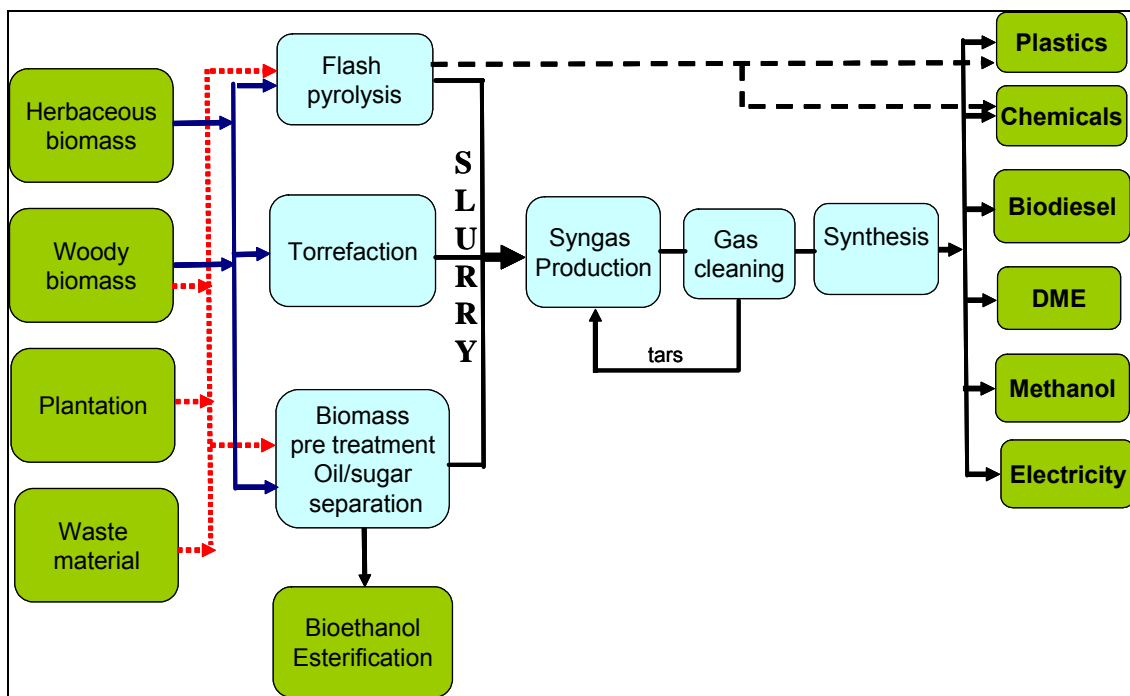 Herbaceous
biomass
Woody
biomass
Plantation
Waste
material
Flash
pyrolysis
Torrefaction
Biomass
pre treatment
Oil/sugar
separation
Bioethanol
Esterification
SLURRY
Syngas
Production
Gas
cleaning
tars
Synthesis
Plastics
Chemicals
Biodiesel
DME
Methanol
Electricity